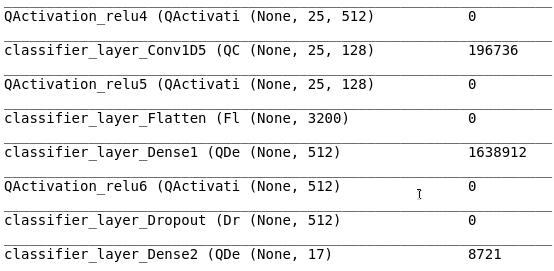 QActivation_relu4 (QActivati (None, 25, 512) 0
classifier_layer_Conv1D5 (QC (None, 25, 128) 196736
QActivation_relu5 (QActivati (None, 25, 128) 0
classifier_layer_Flatten (Fl (None, 3200) 0
classifier_layer_Dense1 (QDe (None, 512) 1638912
QActivation_relu6 (QActivati (None, 512) 0
classifier_layer_Dropout (Dr (None, 512) 0
classifier_layer_Dense2 (QDe (None, 17) 8721